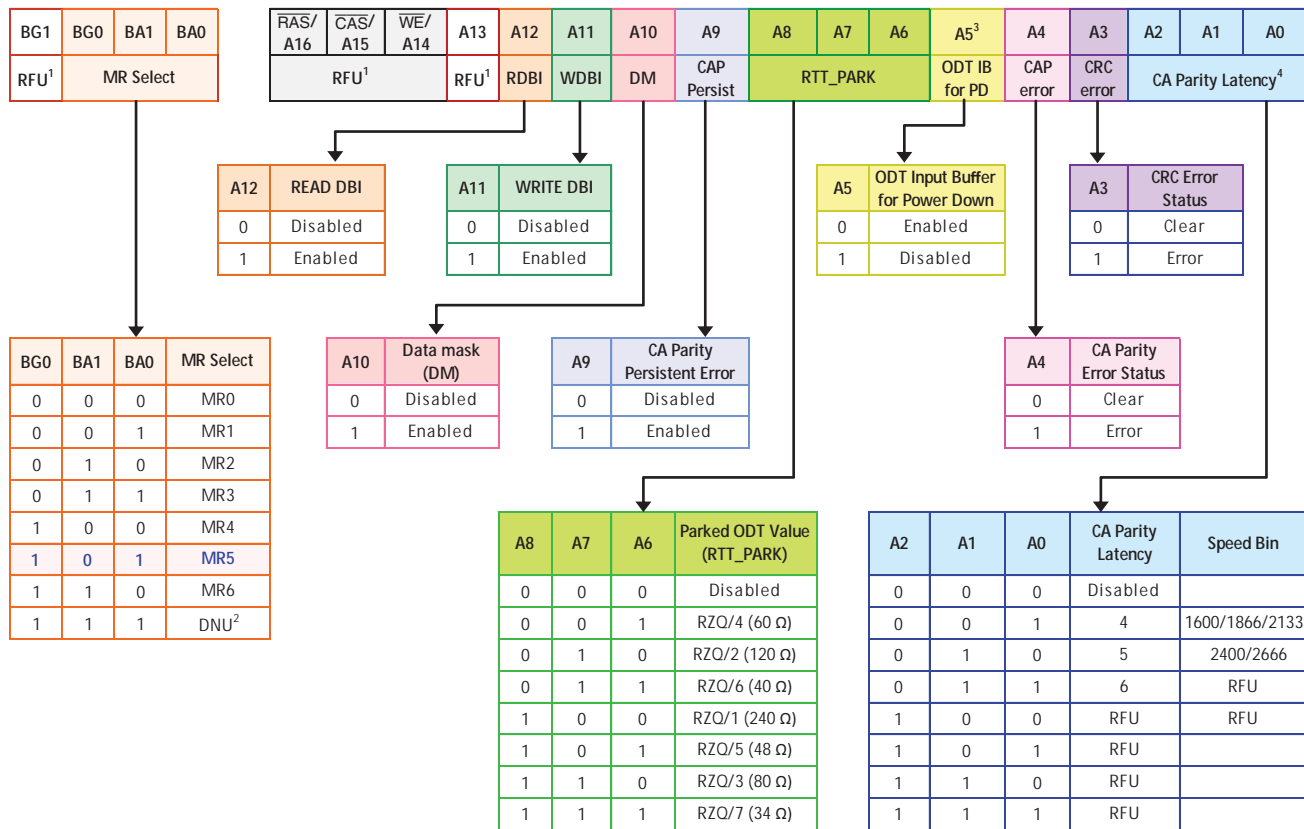 BG1 BG0 BA1 BA0 RAS/ A16 CAS/ A15 WE/ A14 A13 A12 A11 A10 A9 A8 A7 A6 A5³ A4 A3 A2 A1 A0
RFU¹ MR Select RFU¹ RFU¹ RDBI WDBI DM CAP Persist RTT_PARK ODT IB for PD CAP error CRC error CA Parity Latency⁴
A12 READ DBI
0 Disabled
1 Enabled
A11 WRITE DBI
0 Disabled
1 Enabled
A5 ODT Input Buffer for Power Down
0 Enabled
1 Disabled
A3 CRC Error Status
0 Clear
1 Error
BG0 BA1 BA0 MR Select
0 0 0 MR0
0 0 1 MR1
0 1 0 MR2
0 1 1 MR3
1 0 0 MR4
1 0 1 MR5
1 1 0 MR6
1 1 1 DNU²
A10 Data mask (DM)
0 Disabled
1 Enabled
A9 CA Parity Persistent Error
0 Disabled
1 Enabled
A4 CA Parity Error Status
0 Clear
1 Error
A8 A7 A6 Parked ODT Value (RTT_PARK)
0 0 0 Disabled
0 0 1 RZQ/4 (60 Ω)
0 1 0 RZQ/2 (120 Ω)
0 1 1 RZQ/6 (40 Ω)
1 0 0 RZQ/1 (240 Ω)
1 0 1 RZQ/5 (48 Ω)
1 1 0 RZQ/3 (80 Ω)
1 1 1 RZQ/7 (34 Ω)
A2 A1 A0 CA Parity Latency Speed Bin
0 0 0 Disabled
0 0 1 4 1600/1866/2133
0 1 0 5 2400/2666
0 1 1 6 RFU
1 0 0 RFU RFU
1 0 1 RFU
1 1 0 RFU
1 1 1 RFU